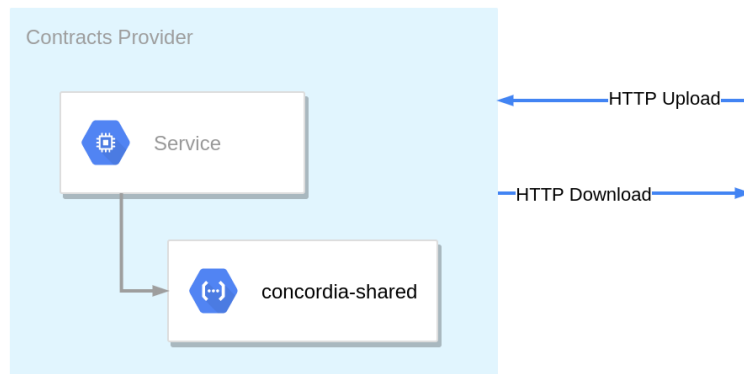 Contracts Provider
HTTP Upload
Service
HTTP Download
concordia-shared